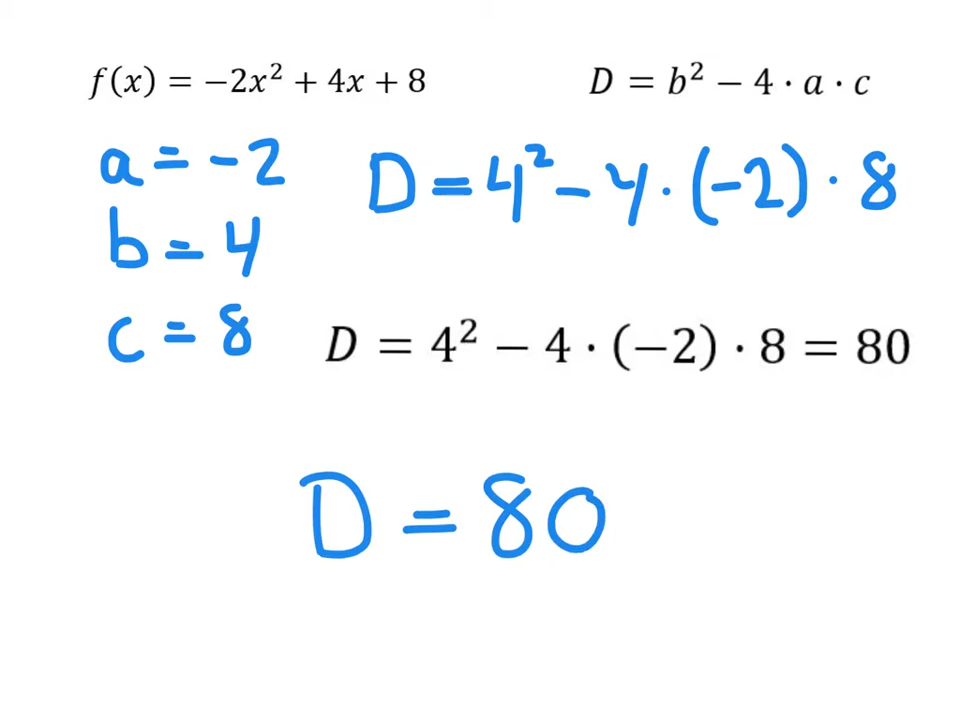 f(x) = −2x² + 4x + 8
D = b² − 4 · a · c
a = −2
D = 4² − 4 · (−2) · 8
b = 4
c = 8
D = 4² − 4 · (−2) · 8 = 80
D = 80